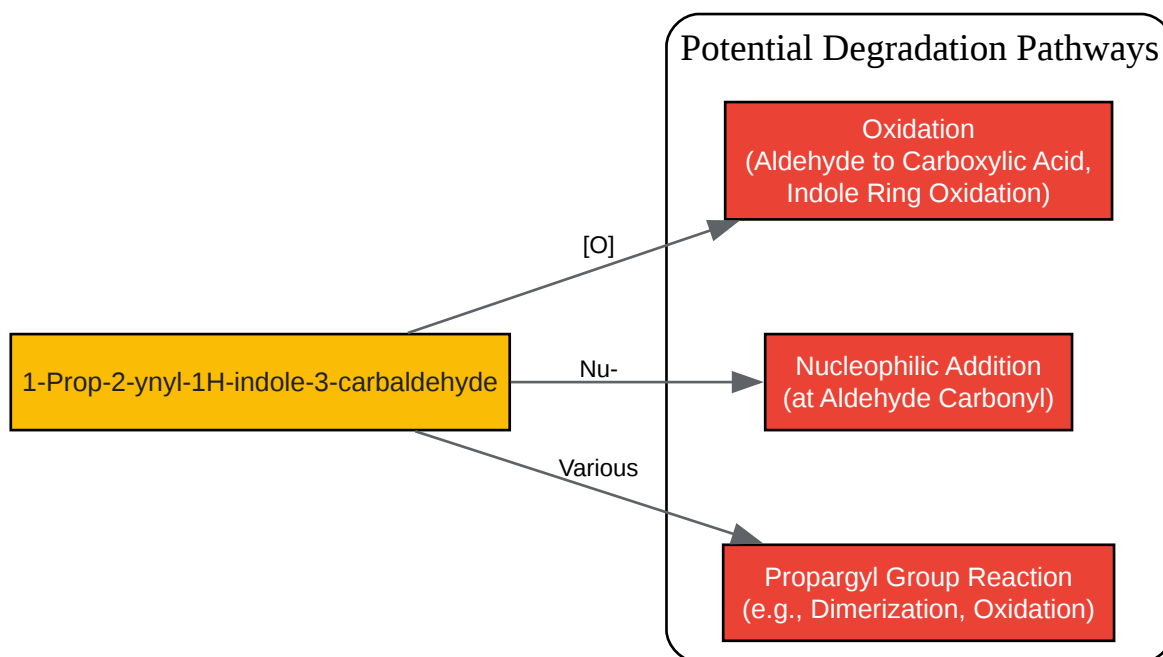 Potential Degradation Pathways
Oxidation
(Aldehyde to Carboxylic Acid,
Indole Ring Oxidation)
[O]
1-Prop-2-ynyl-1H-indole-3-carbaldehyde
Nu-
Nucleophilic Addition
(at Aldehyde Carbonyl)
Various
Propargyl Group Reaction
(e.g., Dimerization, Oxidation)